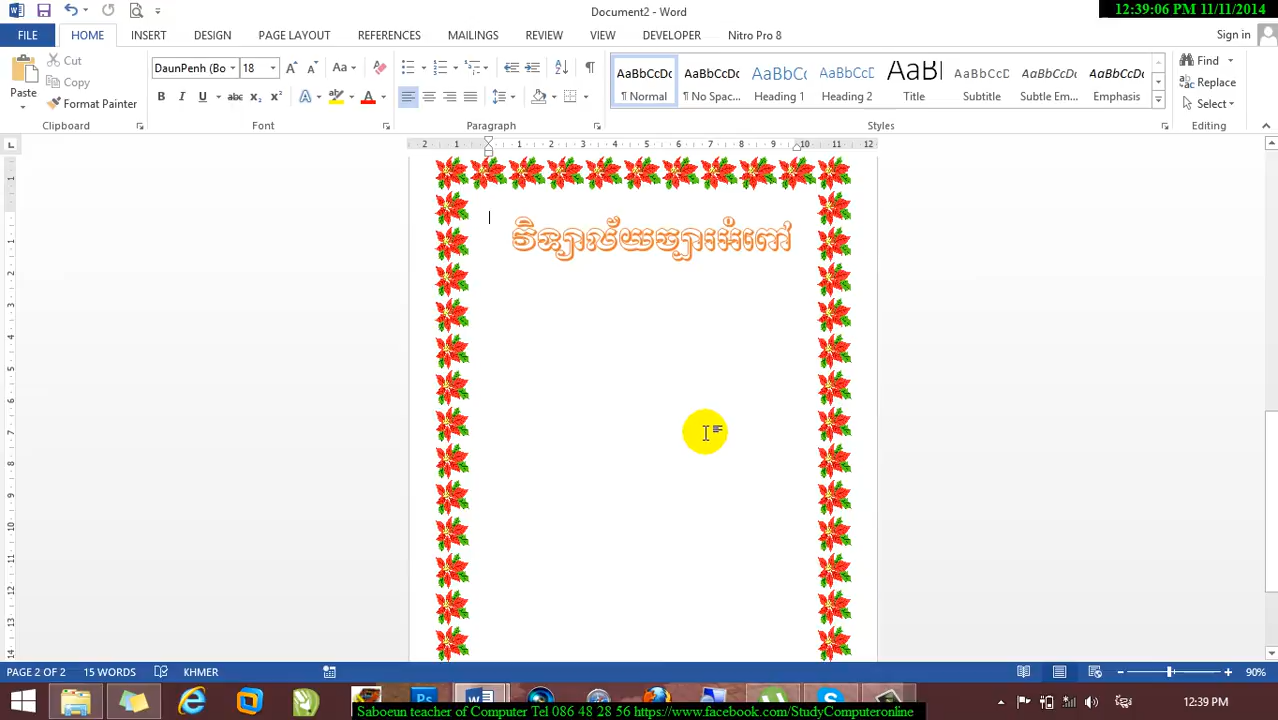 Document2 - Word
12:39:06 PM 11/11/2014
FILE HOME INSERT DESIGN PAGE LAYOUT REFERENCES MAILINGS REVIEW VIEW DEVELOPER Nitro Pro 8
Sign in
Cut
Copy
Paste
Format Painter
DaunPenh (Bo 18
AaBbCcDc AaBbCcDc AaBbCc AaBbCcC AaBl AaBbCcD AaBbCcDc AaBbCcDc
¶ Normal ¶ No Spac... Heading 1 Heading 2 Title Subtitle Subtle Em... Emphasis
Find
Replace
Select
Clipboard Font Paragraph Styles Editing
វិទ្យាល័យច្បារអំពៅ
PAGE 2 OF 2 15 WORDS KHMER
90%
12:39 PM
Saboeun teacher of Computer Tel 086 48 28 56 https://www.facebook.com/StudyComputeronline